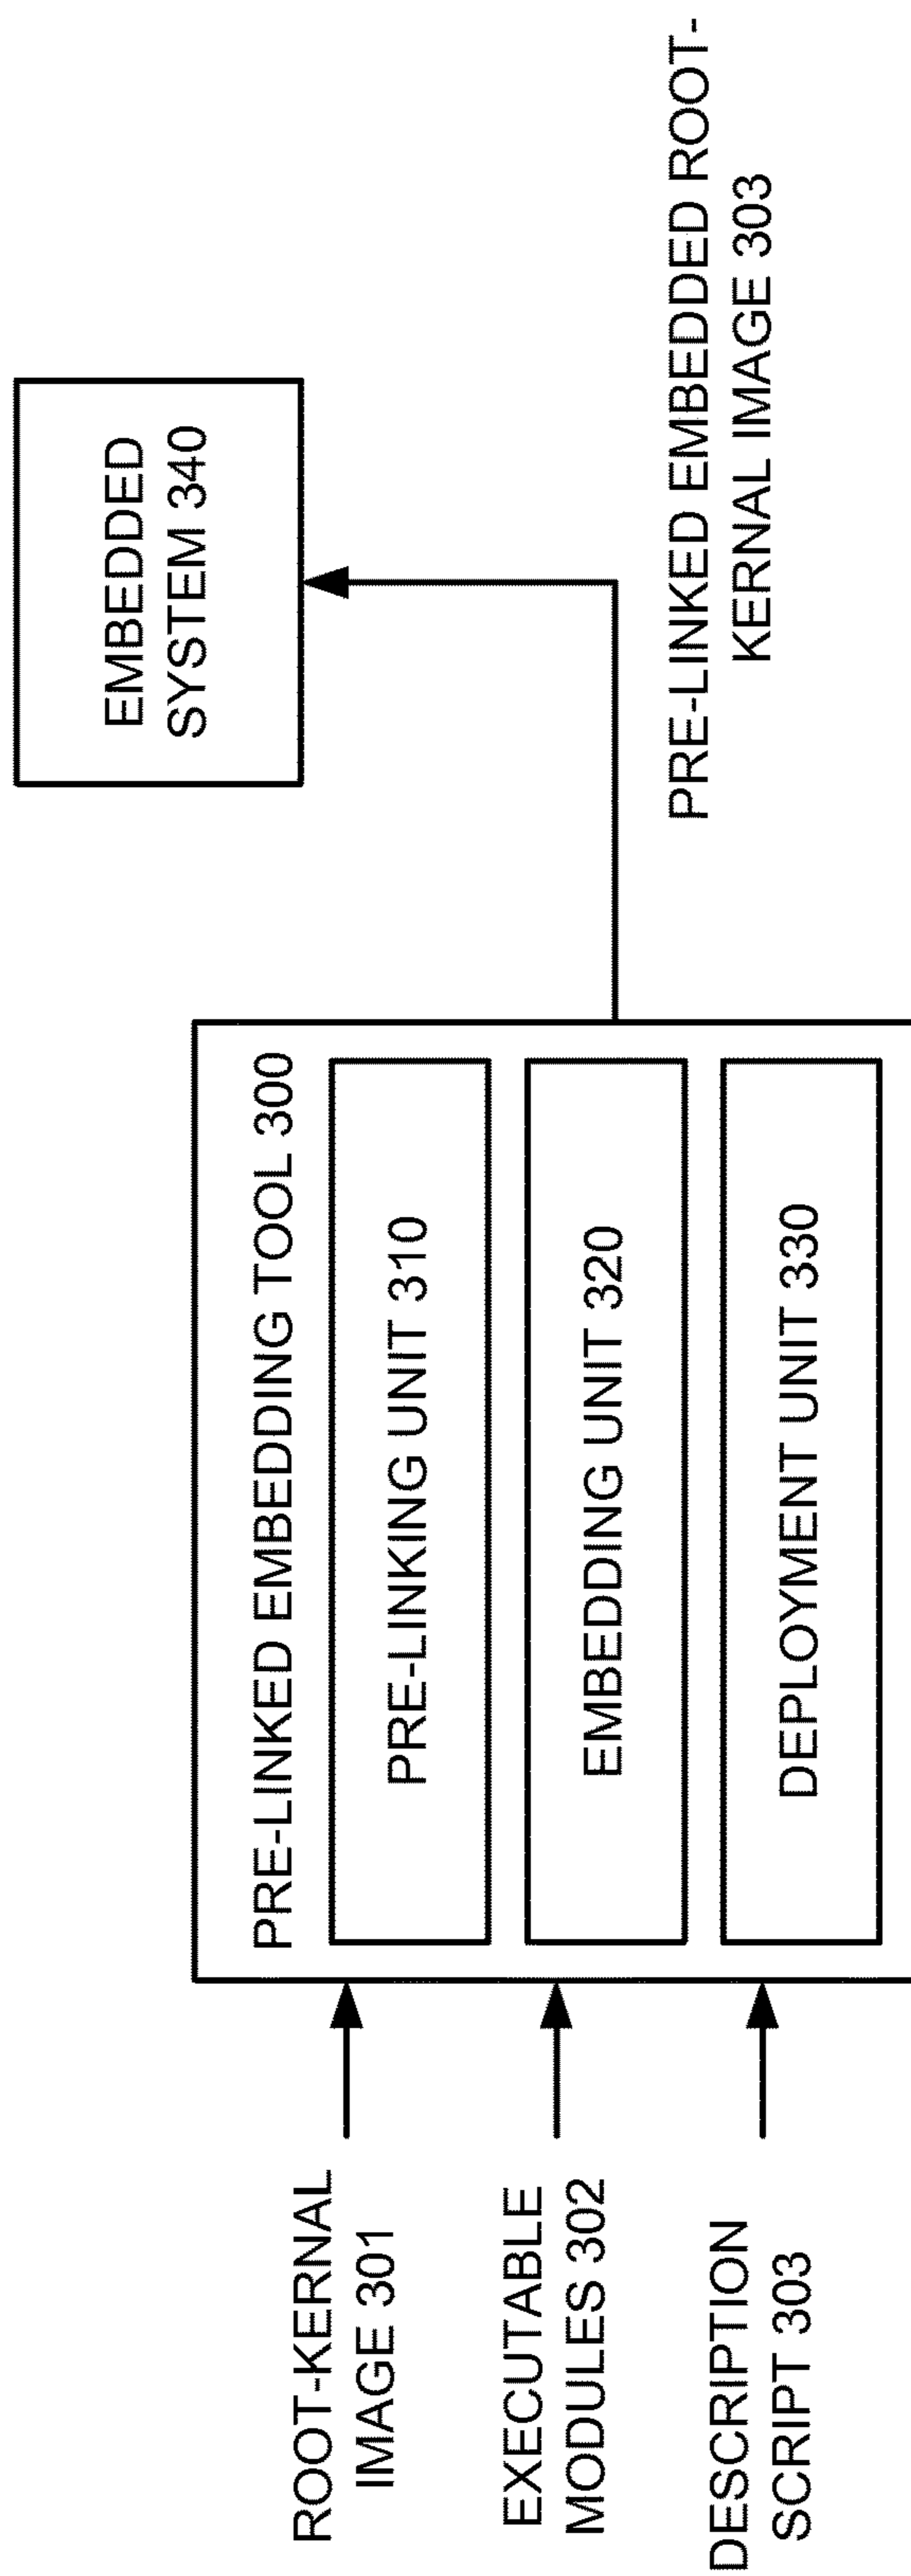 ROOT-KERNAL
IMAGE 301
EXECUTABLE
MODULES 302
DESCRIPTION
SCRIPT 303
PRE-LINKED EMBEDDING TOOL 300
PRE-LINKING UNIT 310
EMBEDDING UNIT 320
DEPLOYMENT UNIT 330
EMBEDDED
SYSTEM 340
PRE-LINKED EMBEDDED ROOT-
KERNAL IMAGE 303